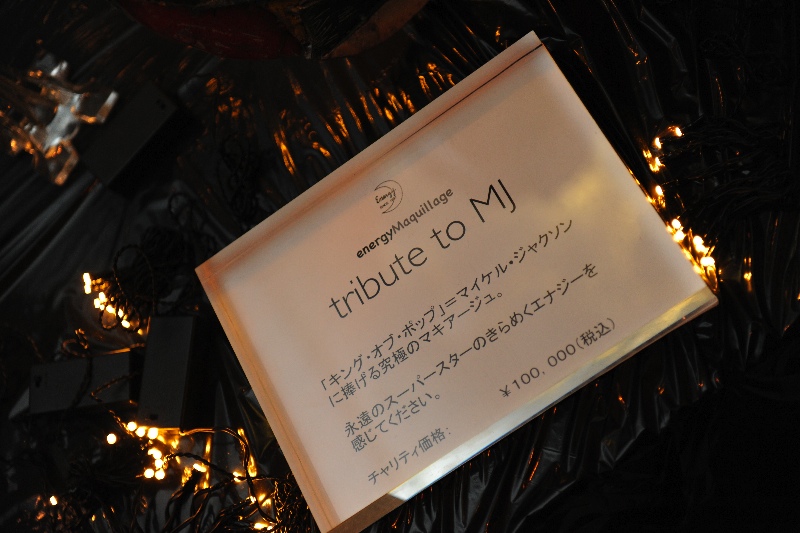 energy
energyMaquillage
tribute to MJ
「キング・オブ・ポップ」=マイケル・ジャクソン
に捧げる究極のマキアージュ。
永遠のスーパースターのきらめくエナジーを
感じてください。
チャリティ価格:
¥100,000(税込)